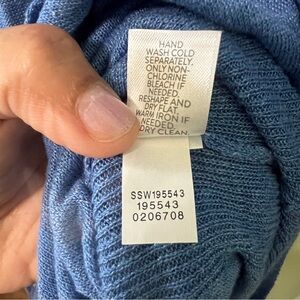 HAND
WASH COLD
SEPARATELY.
ONLY NON-
CHLORINE
BLEACH IF
NEEDED.
RESHAPE AND
DRY FLAT.
WARM IRON IF
NEEDED.
DRY CLEAN.
SSW195543
195543
0206708